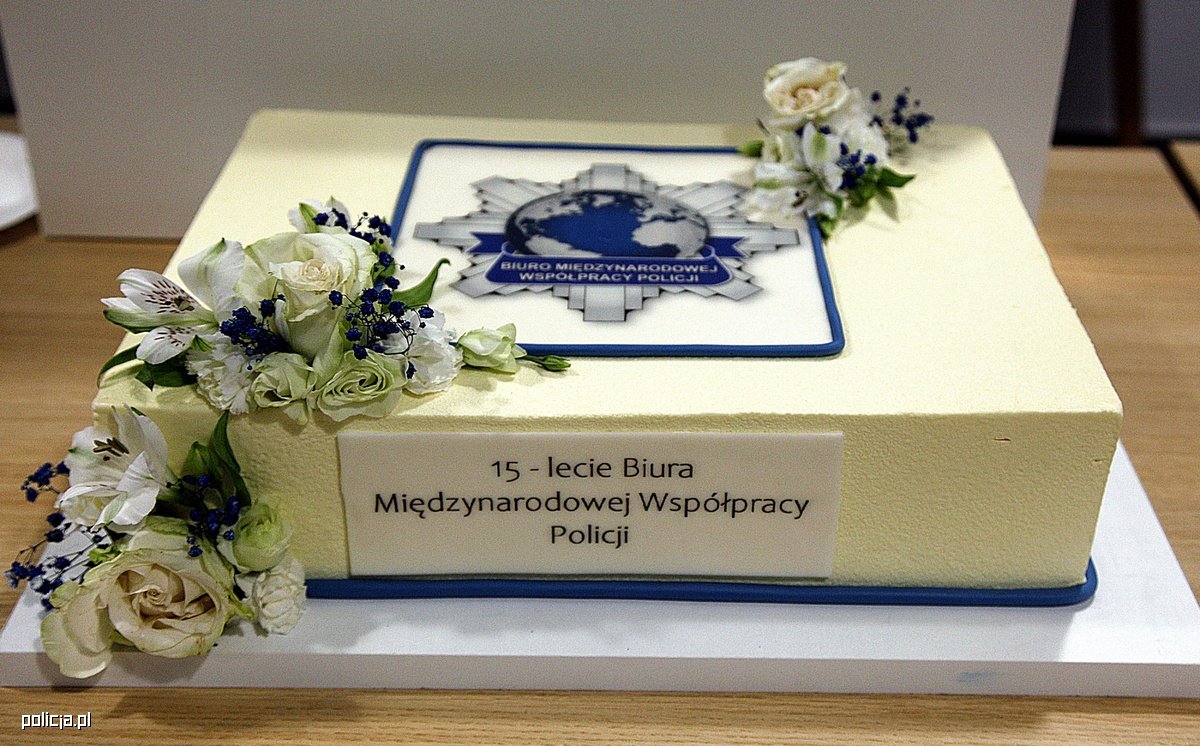 BIURO MIĘDZYNARODOWEJ
WSPÓŁPRACY POLICJI
15 - lecie Biura
Międzynarodowej Współpracy
Policji
policja.pl